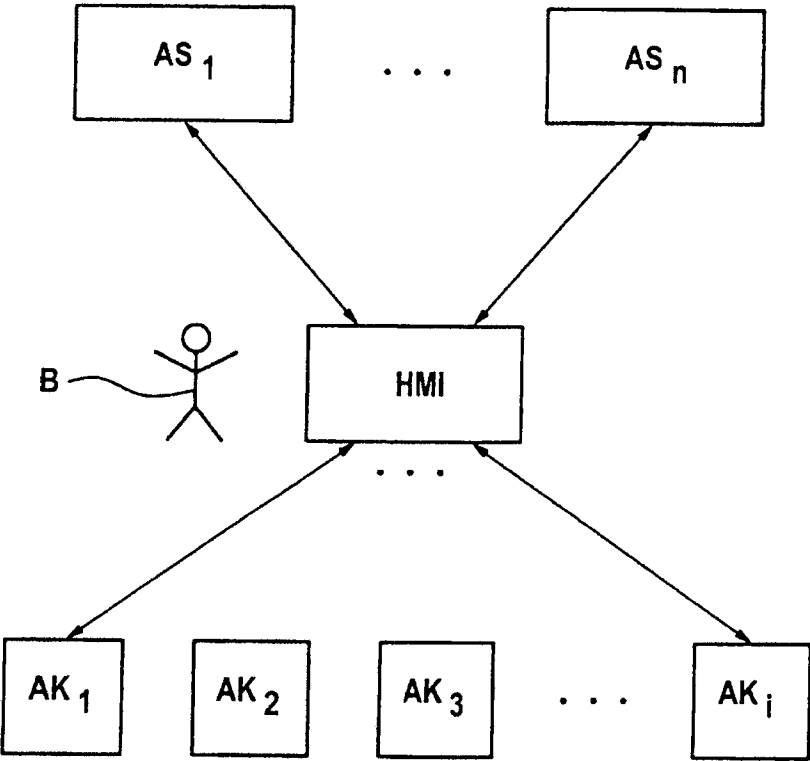 AS 1 . . . AS n
B HMI
. . .
AK 1 AK 2 AK 3 . . . AK i